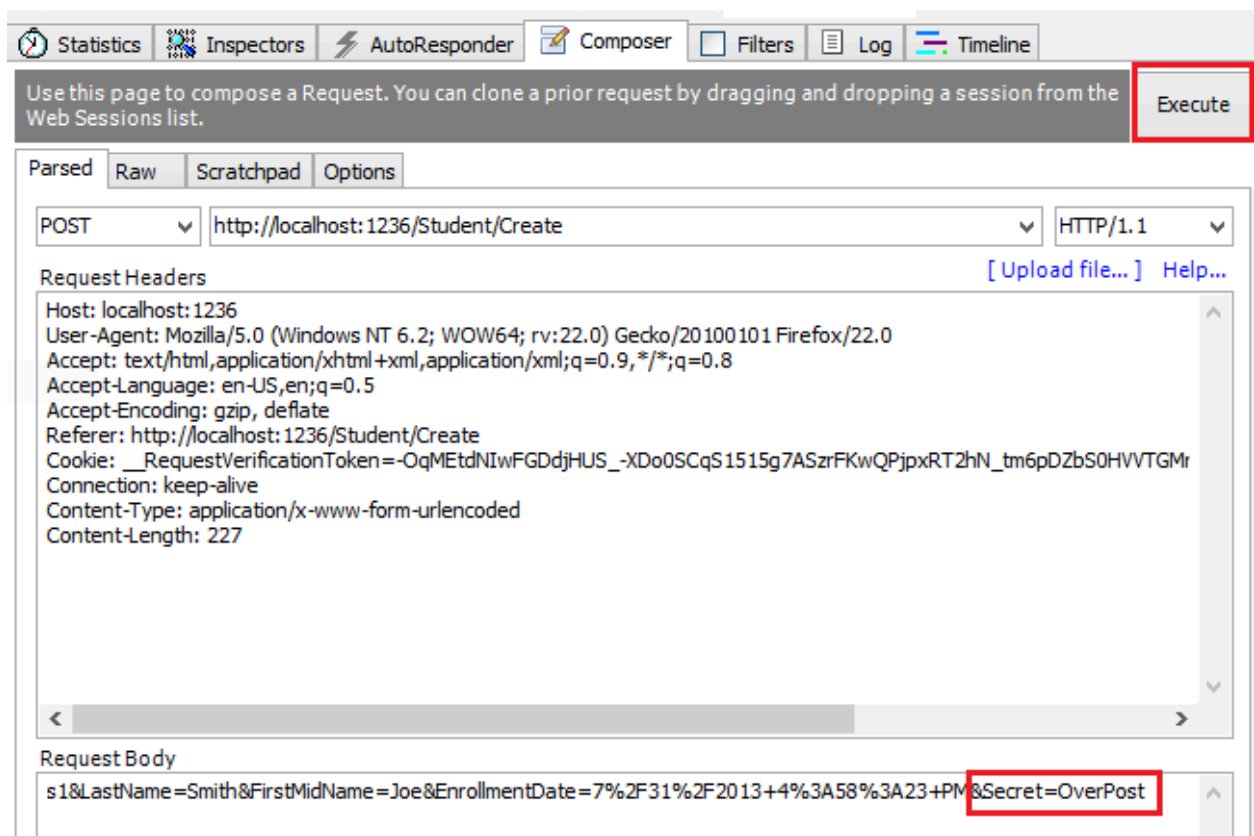 Statistics Inspectors AutoResponder Composer Filters Log Timeline
Use this page to compose a Request. You can clone a prior request by dragging and dropping a session from the
Web Sessions list.
Execute
Parsed Raw Scratchpad Options
POST http://localhost:1236/Student/Create HTTP/1.1
Request Headers [ Upload file... ] Help...
Host: localhost:1236
User-Agent: Mozilla/5.0 (Windows NT 6.2; WOW64; rv:22.0) Gecko/20100101 Firefox/22.0
Accept: text/html,application/xhtml+xml,application/xml;q=0.9,*/*;q=0.8
Accept-Language: en-US,en;q=0.5
Accept-Encoding: gzip, deflate
Referer: http://localhost:1236/Student/Create
Cookie: __RequestVerificationToken=-OqMEtdNIwFGDdjHUS_-XDo0SCqS1515g7ASzrFKwQPjpxRT2hN_tm6pDZbS0HVVTGMr
Connection: keep-alive
Content-Type: application/x-www-form-urlencoded
Content-Length: 227
Request Body
s1&LastName=Smith&FirstMidName=Joe&EnrollmentDate=7%2F31%2F2013+4%3A58%3A23+PM&Secret=OverPost